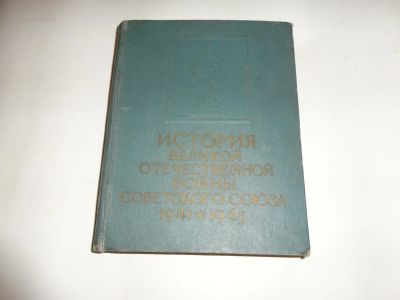 ИСТОРИЯ
ВЕЛИКОЙ
ОТЕЧЕСТВЕННОЙ
ВОЙНЫ
СОВЕТСКОГО СОЮЗА
1941 • 1945